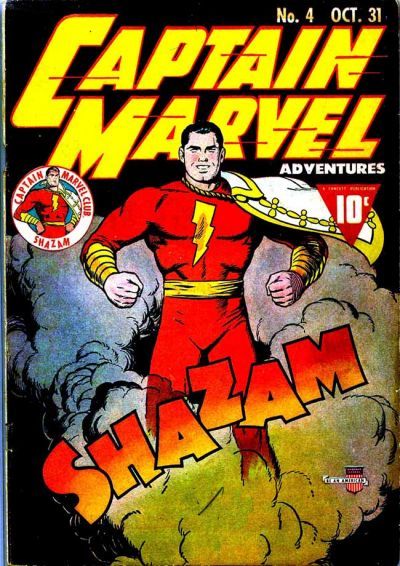 No. 4 OCT. 31
CAPTAIN
MARVEL
ADVENTURES
A FAWCETT PUBLICATION
10¢
CAPTAIN MARVEL CLUB
SHAZAM
SHAZAM
BE AN AMERICAN